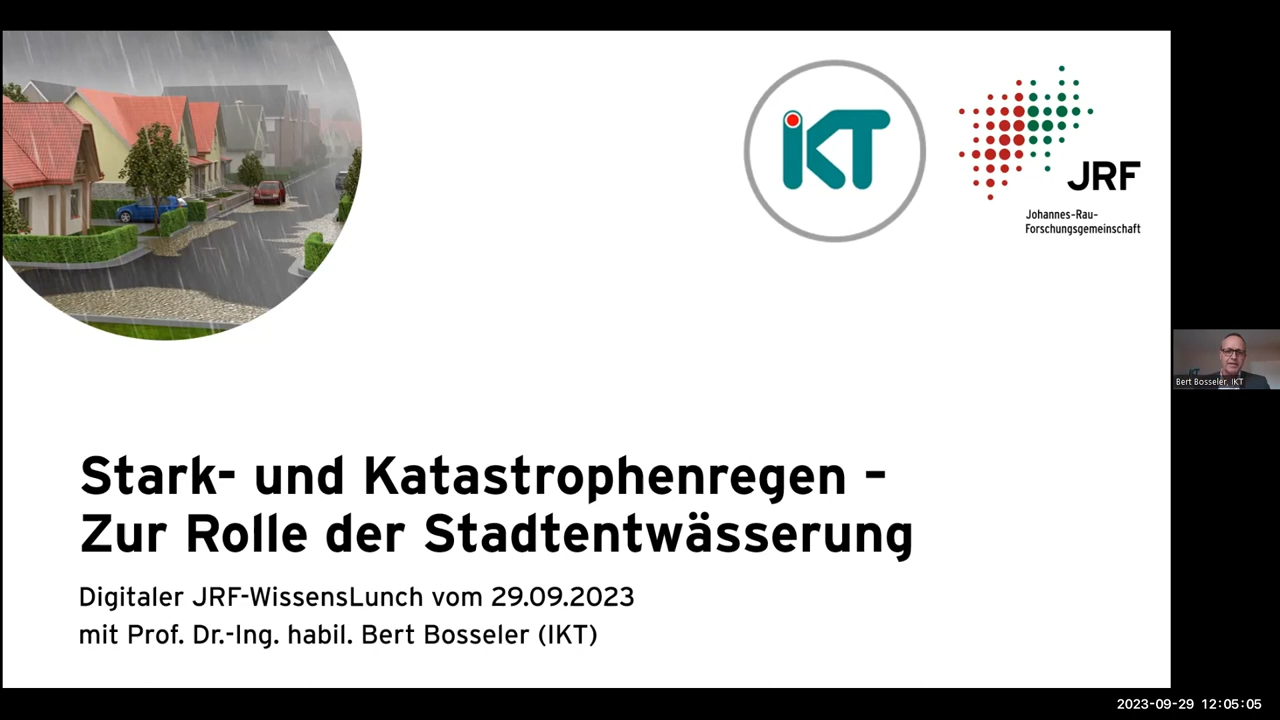 iKT
JRF
Johannes-Rau-
Forschungsgemeinschaft
Bert Bosseler, IKT
Stark- und Katastrophenregen –
Zur Rolle der Stadtentwässerung
Digitaler JRF-WissensLunch vom 29.09.2023
mit Prof. Dr.-Ing. habil. Bert Bosseler (IKT)
2023-09-29 12:05:05